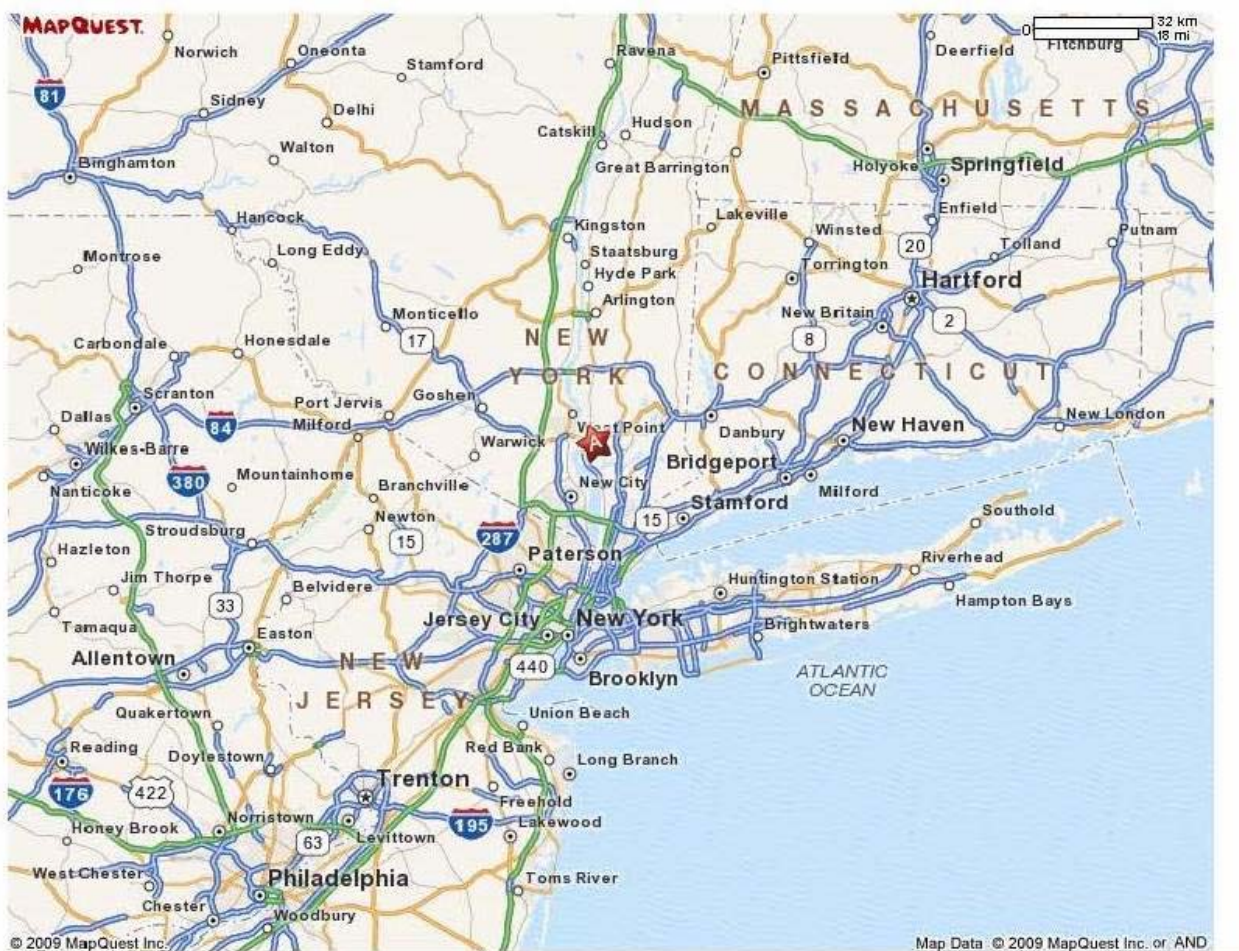 MAPQUEST.
0 32 km
18 mi
Norwich
Oneonta
Stamford
Ravena
Pittsfield
Deerfield
Fitchburg
81
Sidney
Delhi
Catskill
Hudson
MASSACHUSETTS
Walton
Binghamton
Great Barrington
Holyoke
Springfield
Hancock
Kingston
Lakeville
Enfield
Winsted
20
Tolland
Putnam
Montrose
Long Eddy
Staatsburg
Hyde Park
Torrington
Hartford
Arlington
Monticello
New Britain
2
17
NEW
8
Carbondale
Honesdale
YORK
CONNECTICUT
Scranton
Port Jervis
Goshen
Dallas
84
Milford
Warwick
West Point
A
Danbury
New Haven
New London
Wilkes-Barre
Bridgeport
380
Mountainhome
Branchville
New City
Milford
Nanticoke
Stamford
Newton
15
Southold
Stroudsburg
15
287
Hazleton
Paterson
Riverhead
Jim Thorpe
Belvidere
Huntington Station
Hampton Bays
33
Tamaqua
Easton
Jersey City
New York
Brightwaters
Allentown
NEW
440
Brooklyn
ATLANTIC
OCEAN
JERSEY
Quakertown
Union Beach
Reading
Doylestown
Red Bank
Long Branch
Trenton
176
422
Freehold
Honey Brook
Norristown
195
Lakewood
63
Levittown
West Chester
Philadelphia
Toms River
Chester
Woodbury
© 2009 MapQuest Inc.
Map Data © 2009 MapQuest Inc. or AND